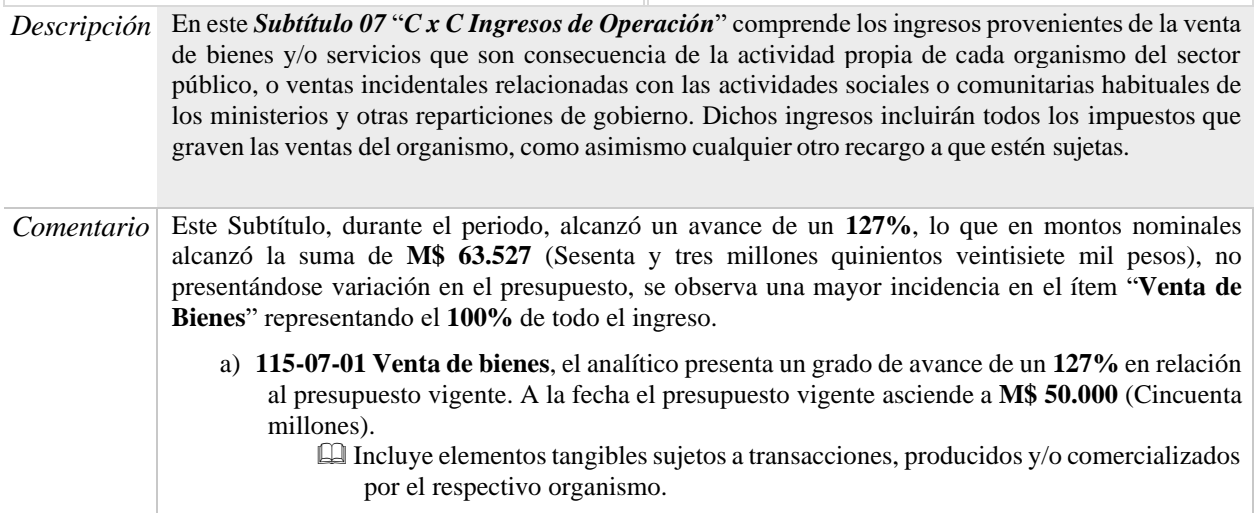 Descripción
En este Subtítulo 07 “C x C Ingresos de Operación” comprende los ingresos provenientes de la venta
de bienes y/o servicios que son consecuencia de la actividad propia de cada organismo del sector
público, o ventas incidentales relacionadas con las actividades sociales o comunitarias habituales de
los ministerios y otras reparticiones de gobierno. Dichos ingresos incluirán todos los impuestos que
graven las ventas del organismo, como asimismo cualquier otro recargo a que estén sujetas.
Comentario
Este Subtítulo, durante el periodo, alcanzó un avance de un 127%, lo que en montos nominales
alcanzó la suma de M$ 63.527 (Sesenta y tres millones quinientos veintisiete mil pesos), no
presentándose variación en el presupuesto, se observa una mayor incidencia en el ítem “Venta de
Bienes” representando el 100% de todo el ingreso.
a) 115-07-01 Venta de bienes, el analítico presenta un grado de avance de un 127% en relación
al presupuesto vigente. A la fecha el presupuesto vigente asciende a M$ 50.000 (Cincuenta
millones).
🕮 Incluye elementos tangibles sujetos a transacciones, producidos y/o comercializados
por el respectivo organismo.